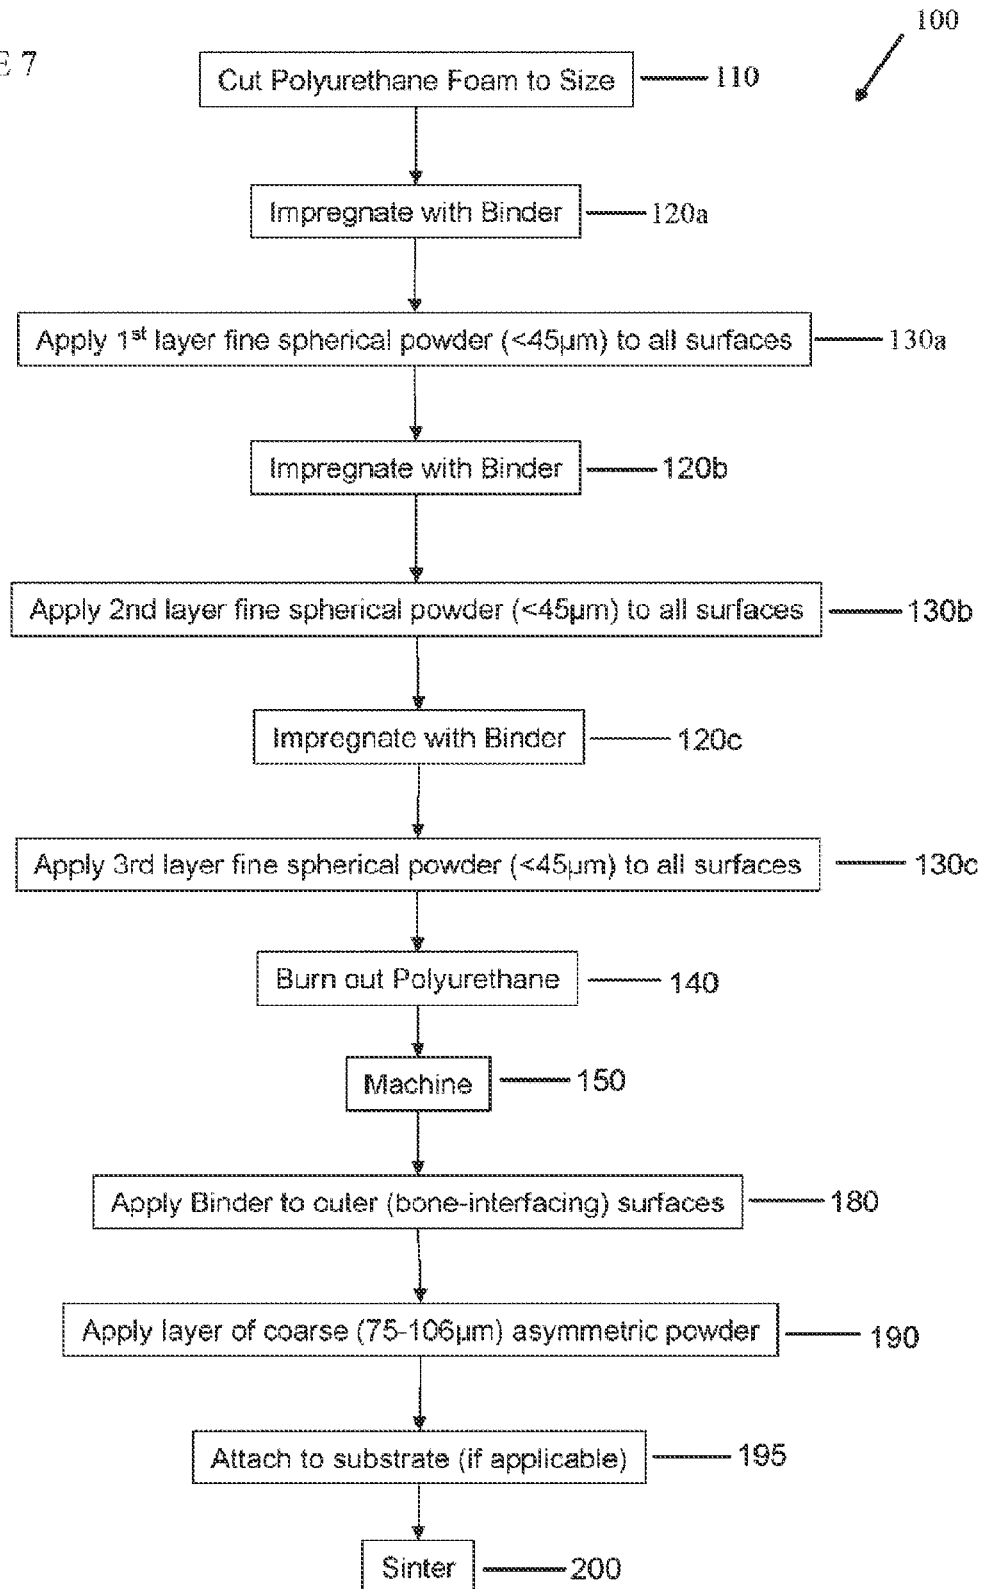 100
E 7
Cut Polyurethane Foam to Size 110
Impregnate with Binder 120a
Apply 1st layer fine spherical powder (<45µm) to all surfaces 130a
Impregnate with Binder 120b
Apply 2nd layer fine spherical powder (<45µm) to all surfaces 130b
Impregnate with Binder 120c
Apply 3rd layer fine spherical powder (<45µm) to all surfaces 130c
Burn out Polyurethane 140
Machine 150
Apply Binder to outer (bone-interfacing) surfaces 180
Apply layer of coarse (75-106µm) asymmetric powder 190
Attach to substrate (if applicable) 195
Sinter 200